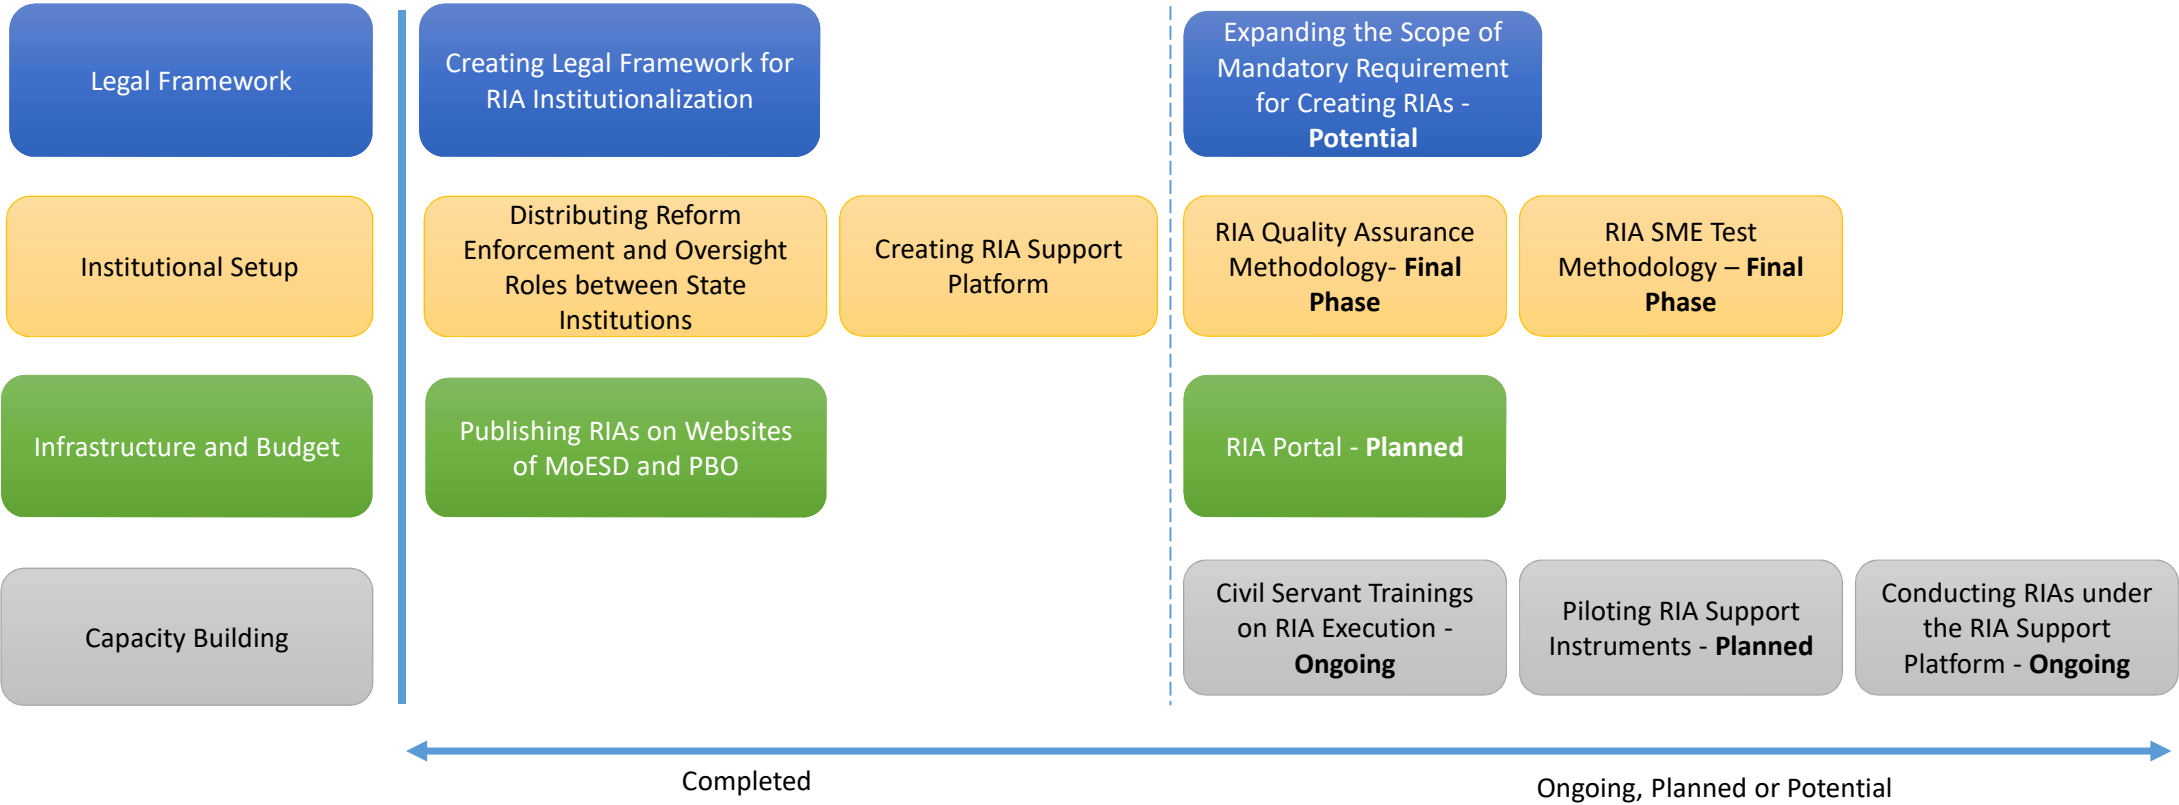 Legal Framework
Creating Legal Framework for
RIA Institutionalization
Expanding the Scope of
Mandatory Requirement
for Creating RIAs -
Potential
Institutional Setup
Distributing Reform
Enforcement and Oversight
Roles between State
Institutions
Creating RIA Support
Platform
RIA Quality Assurance
Methodology- Final
Phase
RIA SME Test
Methodology – Final
Phase
Infrastructure and Budget
Publishing RIAs on Websites
of MoESD and PBO
RIA Portal - Planned
Capacity Building
Civil Servant Trainings
on RIA Execution -
Ongoing
Piloting RIA Support
Instruments - Planned
Conducting RIAs under
the RIA Support
Platform - Ongoing
Completed
Ongoing, Planned or Potential